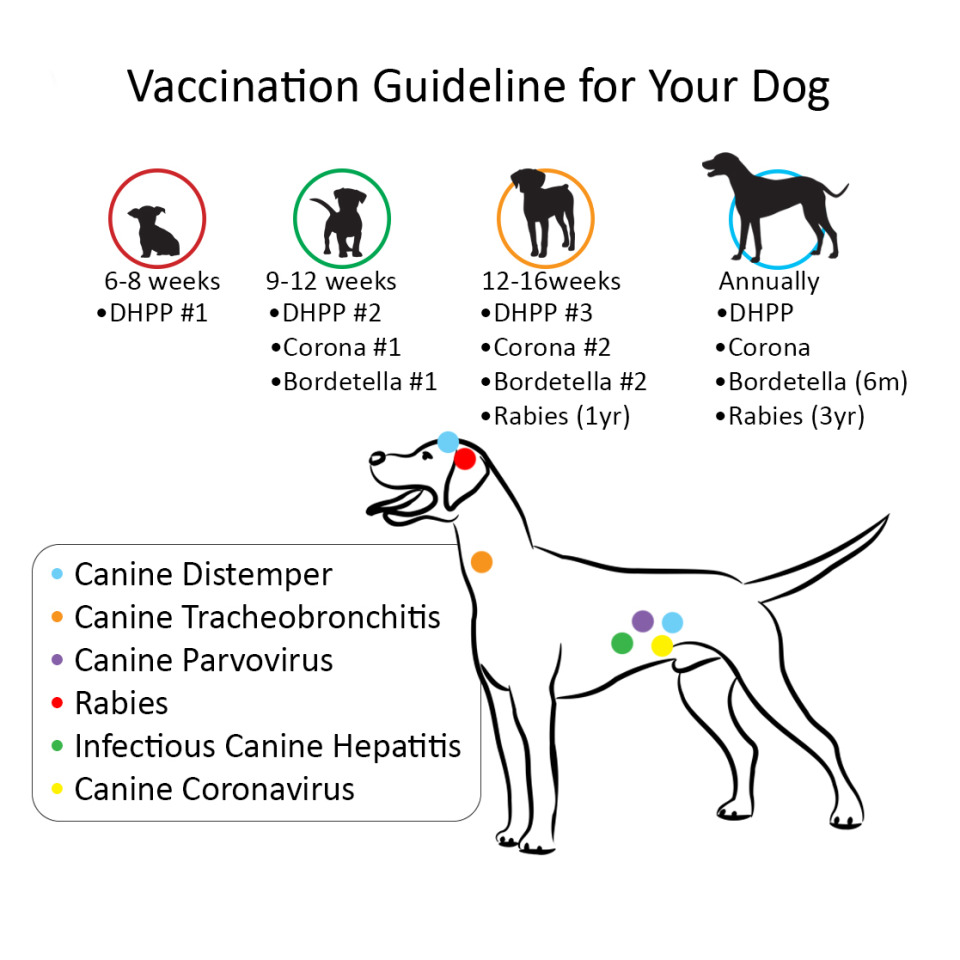 Vaccination Guideline for Your Dog
6-8 weeks
•DHPP #1
9-12 weeks
•DHPP #2
•Corona #1
•Bordetella #1
12-16weeks
•DHPP #3
•Corona #2
•Bordetella #2
•Rabies (1yr)
Annually
•DHPP
•Corona
•Bordetella (6m)
•Rabies (3yr)
• Canine Distemper
• Canine Tracheobronchitis
• Canine Parvovirus
• Rabies
• Infectious Canine Hepatitis
• Canine Coronavirus